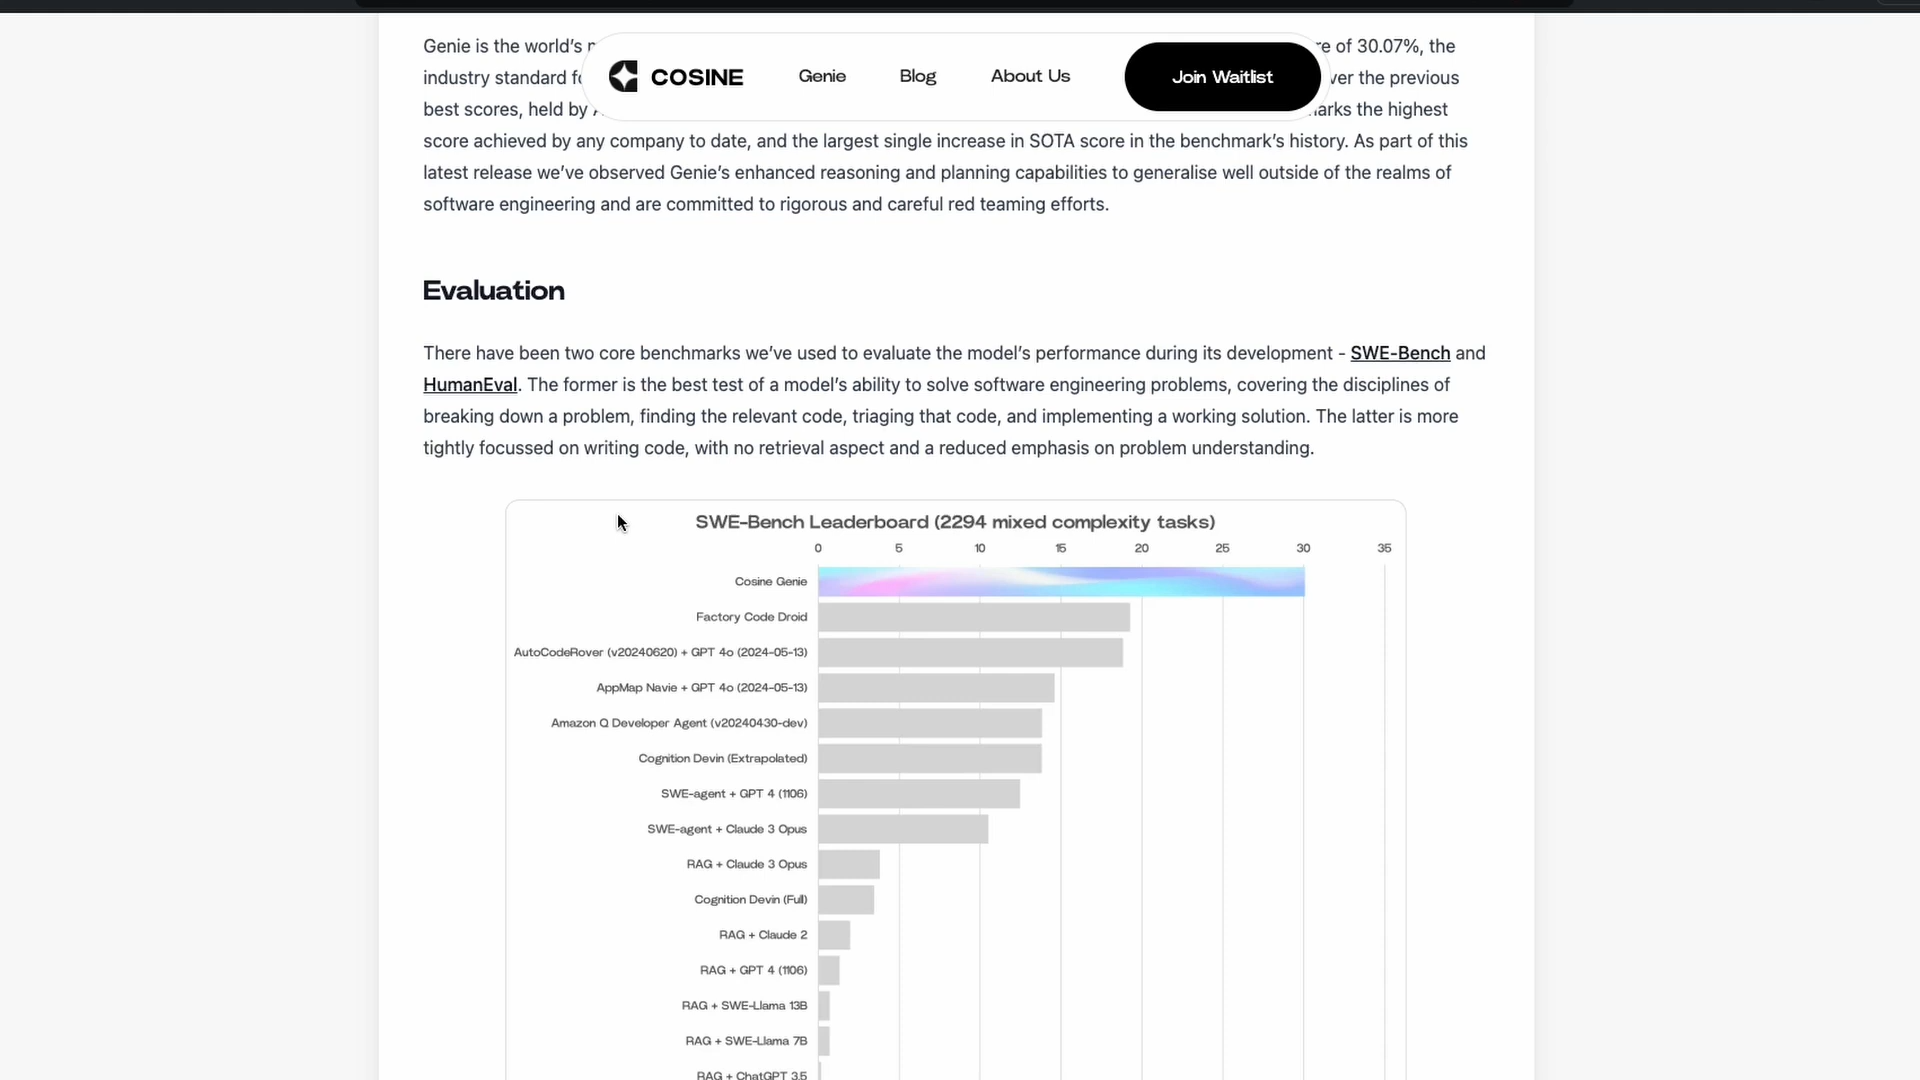 COSINE Genie Blog About Us Join Waitlist
Genie is the world's re of 30.07%, the
industry standard ver the previous
best scores, held by arks the highest
score achieved by any company to date, and the largest single increase in SOTA score in the benchmark's history. As part of this
latest release we've observed Genie's enhanced reasoning and planning capabilities to generalise well outside of the realms of
software engineering and are committed to rigorous and careful red teaming efforts.
Evaluation
There have been two core benchmarks we've used to evaluate the model's performance during its development - SWE-Bench and
HumanEval. The former is the best test of a model's ability to solve software engineering problems, covering the disciplines of
breaking down a problem, finding the relevant code, triaging that code, and implementing a working solution. The latter is more
tightly focussed on writing code, with no retrieval aspect and a reduced emphasis on problem understanding.
SWE-Bench Leaderboard (2294 mixed complexity tasks)
0 5 10 15 20 25 30 35
Cosine Genie
Factory Code Droid
AutoCodeRover (v20240620) + GPT 4o (2024-05-13)
AppMap Navie + GPT 4o (2024-05-13)
Amazon Q Developer Agent (v20240430-dev)
Cognition Devin (Extrapolated)
SWE-agent + GPT 4 (1106)
SWE-agent + Claude 3 Opus
RAG + Claude 3 Opus
Cognition Devin (Full)
RAG + Claude 2
RAG + GPT 4 (1106)
RAG + SWE-Llama 13B
RAG + SWE-Llama 7B
RAG + ChatGPT 3.5